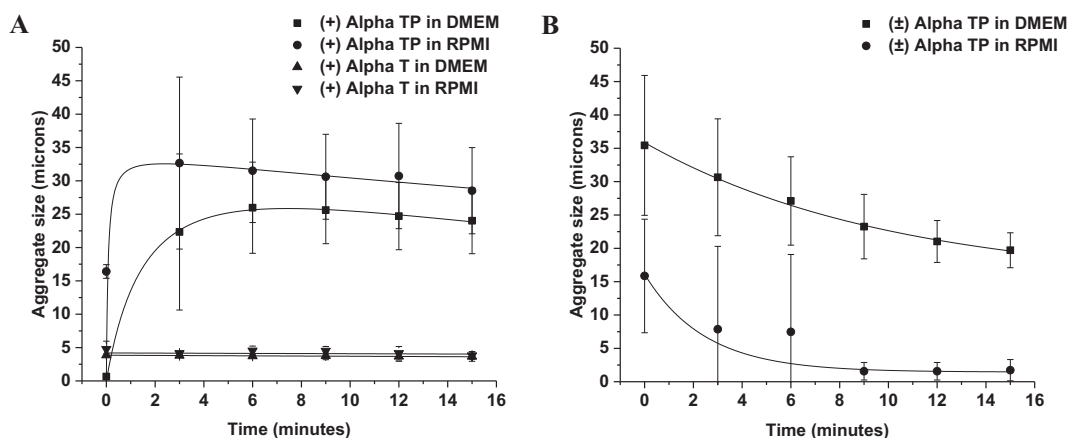 A
(+) Alpha TP in DMEM
(+) Alpha TP in RPMI
(+) Alpha T in DMEM
(+) Alpha T in RPMI
50
45
40
35
30
25
20
15
10
5
0
Aggregate size (microns)
0 2 4 6 8 10 12 14 16
Time (minutes)
B
(±) Alpha TP in DMEM
(±) Alpha TP in RPMI
50
45
40
35
30
25
20
15
10
5
0
Aggregate size (microns)
0 2 4 6 8 10 12 14 16
Time (minutes)